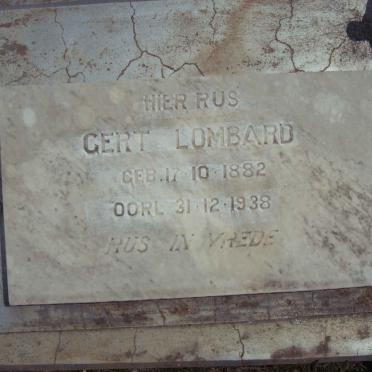 HIER RUS
GERT LOMBARD
GEB. 17·10·1882
OORL 31·12·1938
RUS IN VREDE